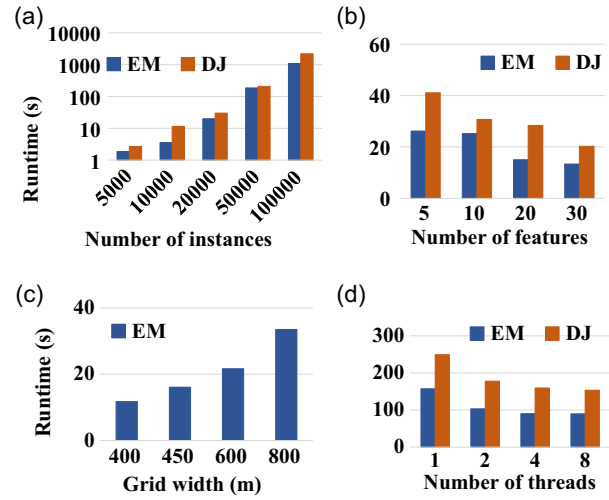 (a)
Runtime (s)
10000
1000
100
10
1
EM DJ
5000 10000 20000 50000 100000
Number of instances
(b)
60
40
20
0
EM DJ
5 10 20 30
Number of features
(c)
Runtime (s)
40
20
0
EM
400 450 600 800
Grid width (m)
(d)
300
200
100
0
EM DJ
1 2 4 8
Number of threads